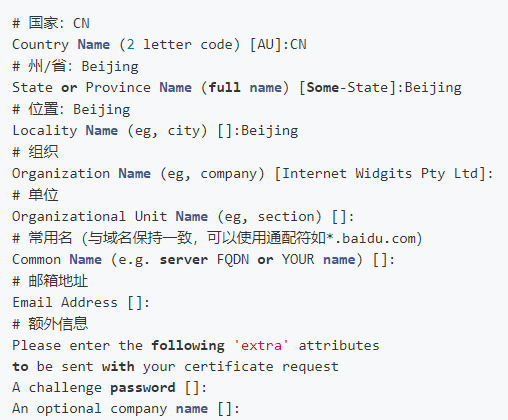 # 国家：CN
Country Name (2 letter code) [AU]:CN
# 州/省：Beijing
State or Province Name (full name) [Some-State]:Beijing
# 位置：Beijing
Locality Name (eg, city) []:Beijing
# 组织
Organization Name (eg, company) [Internet Widgits Pty Ltd]:
# 单位
Organizational Unit Name (eg, section) []:
# 常用名（与域名保持一致，可以使用通配符如*.baidu.com）
Common Name (e.g. server FQDN or YOUR name) []:
# 邮箱地址
Email Address []:
# 额外信息
Please enter the following 'extra' attributes
to be sent with your certificate request
A challenge password []:
An optional company name []: